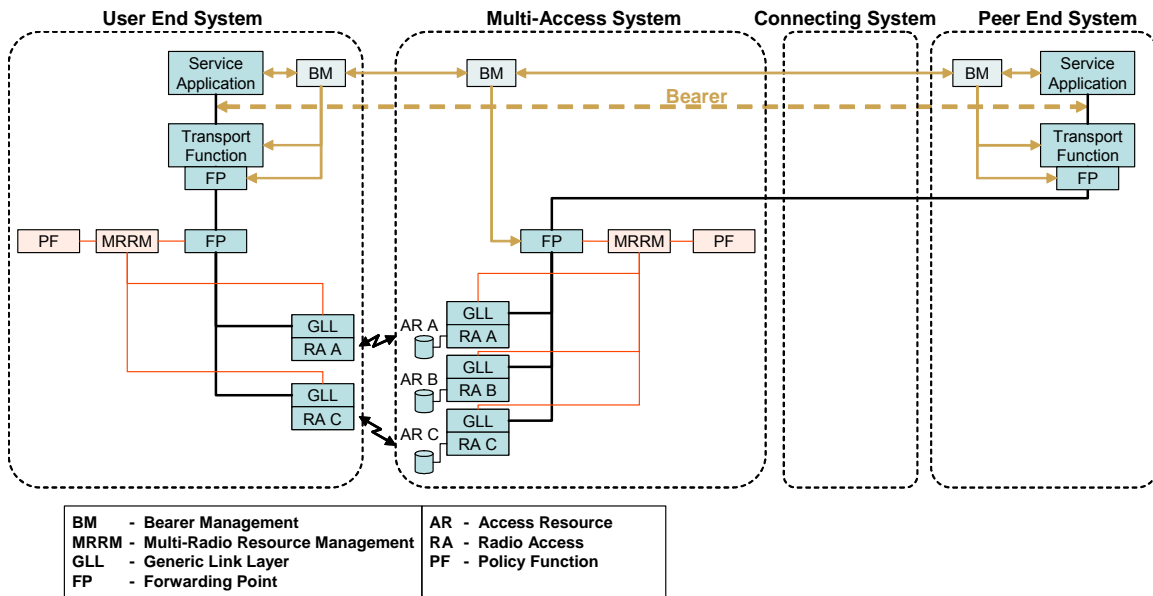 User End System
Multi-Access System
Connecting System
Peer End System
Service
Application
BM
BM
BM
Service
Application
Bearer
Transport
Function
FP
Transport
Function
FP
PF
MRRM
FP
FP
MRRM
PF
GLL
RA A
AR A
GLL
RA A
AR B
GLL
RA B
GLL
RA C
AR C
GLL
RA C
BM - Bearer Management
MRRM - Multi-Radio Resource Management
GLL - Generic Link Layer
FP - Forwarding Point
AR - Access Resource
RA - Radio Access
PF - Policy Function